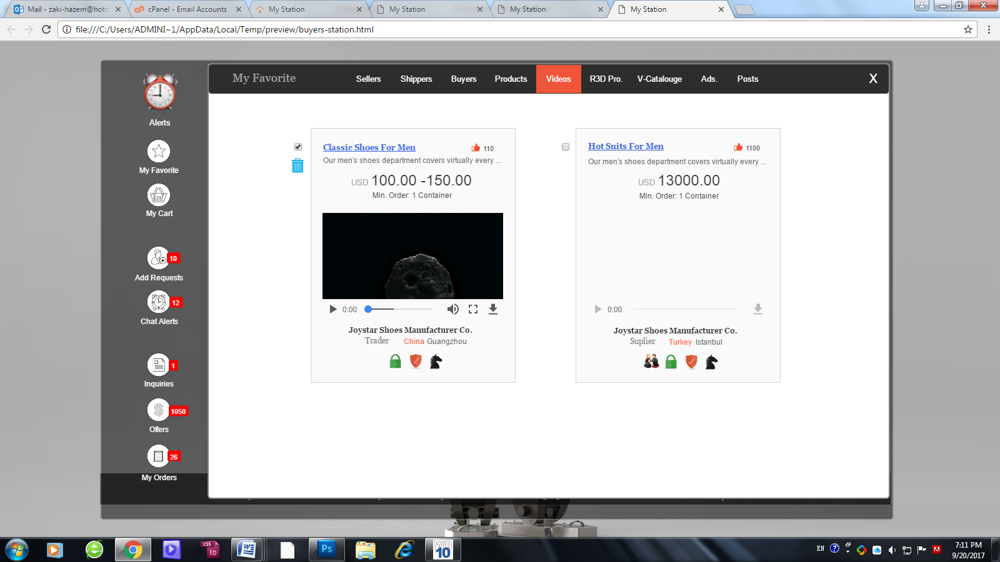 Mail - zaki-hazem@hotm
cPanel - Email Accounts
My Station
My Station
My Station
My Station
file:///C:/Users/ADMINI~1/AppData/Local/Temp/preview/buyers-station.html
My Favorite
Sellers
Shippers
Buyers
Products
Videos
R3D Pro.
V-Catalouge
Ads.
Posts
X
Alerts
My Favorite
My Cart
10
Add Requests
12
Chat Alerts
1
Inquiries
1050
Offers
26
My Orders
Classic Shoes For Men
110
Our men's shoes department covers virtually every ...
USD 100.00 -150.00
Min. Order: 1 Container
0:00
Joystar Shoes Manufacturer Co.
Trader China Guangzhou
Hot Suits For Men
1100
Our men's shoes department covers virtually every ...
USD 13000.00
Min. Order: 1 Container
0:00
Joystar Shoes Manufacturer Co.
Suplier Turkey Istanbul
CS5
ID
Ps
WB
10
EN
7:11 PM
9/20/2017